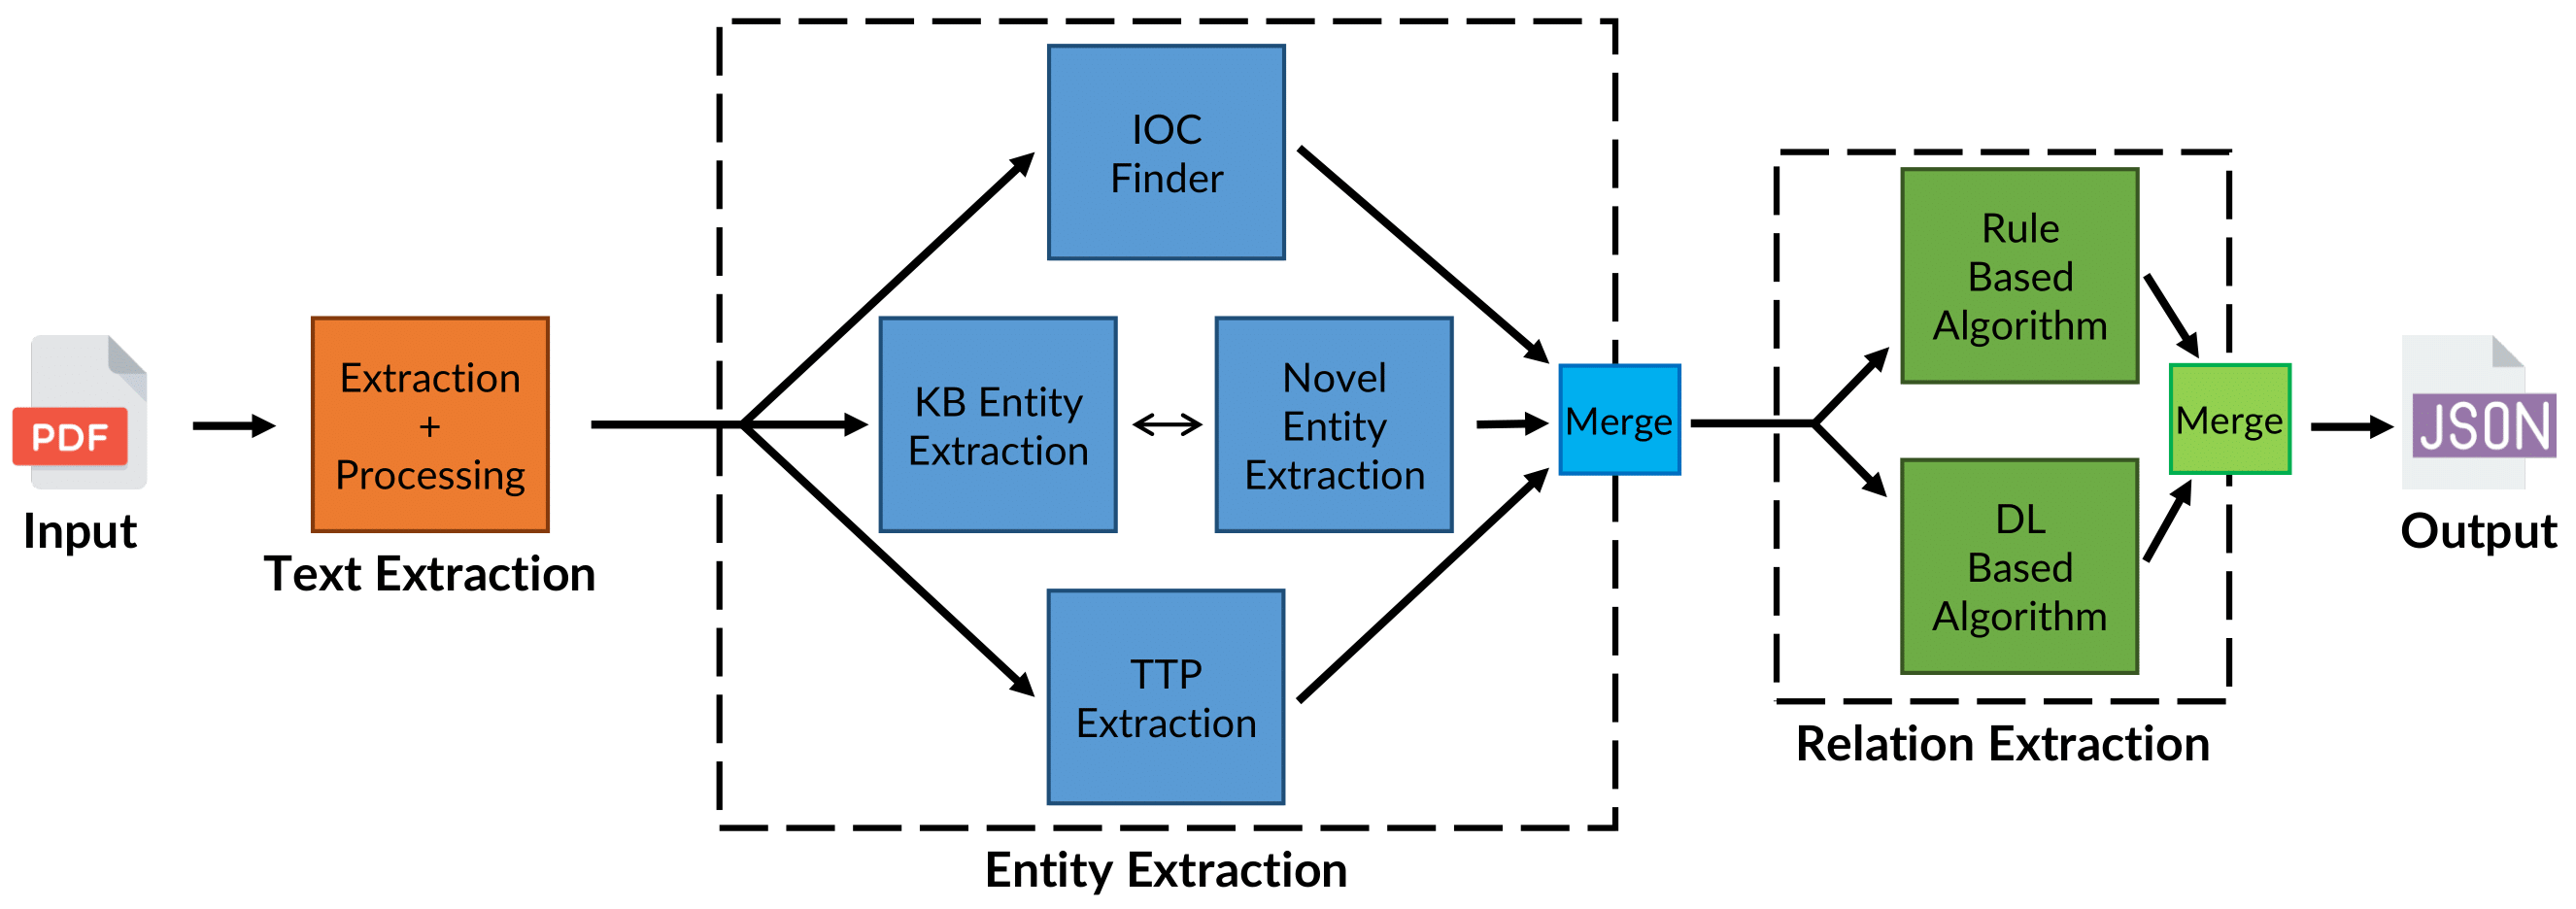 PDF
Input
Extraction
+
Processing
Text Extraction
IOC
Finder
KB Entity
Extraction
Novel
Entity
Extraction
TTP
Extraction
Merge
Entity Extraction
Rule
Based
Algorithm
DL
Based
Algorithm
Merge
Relation Extraction
JSON
Output